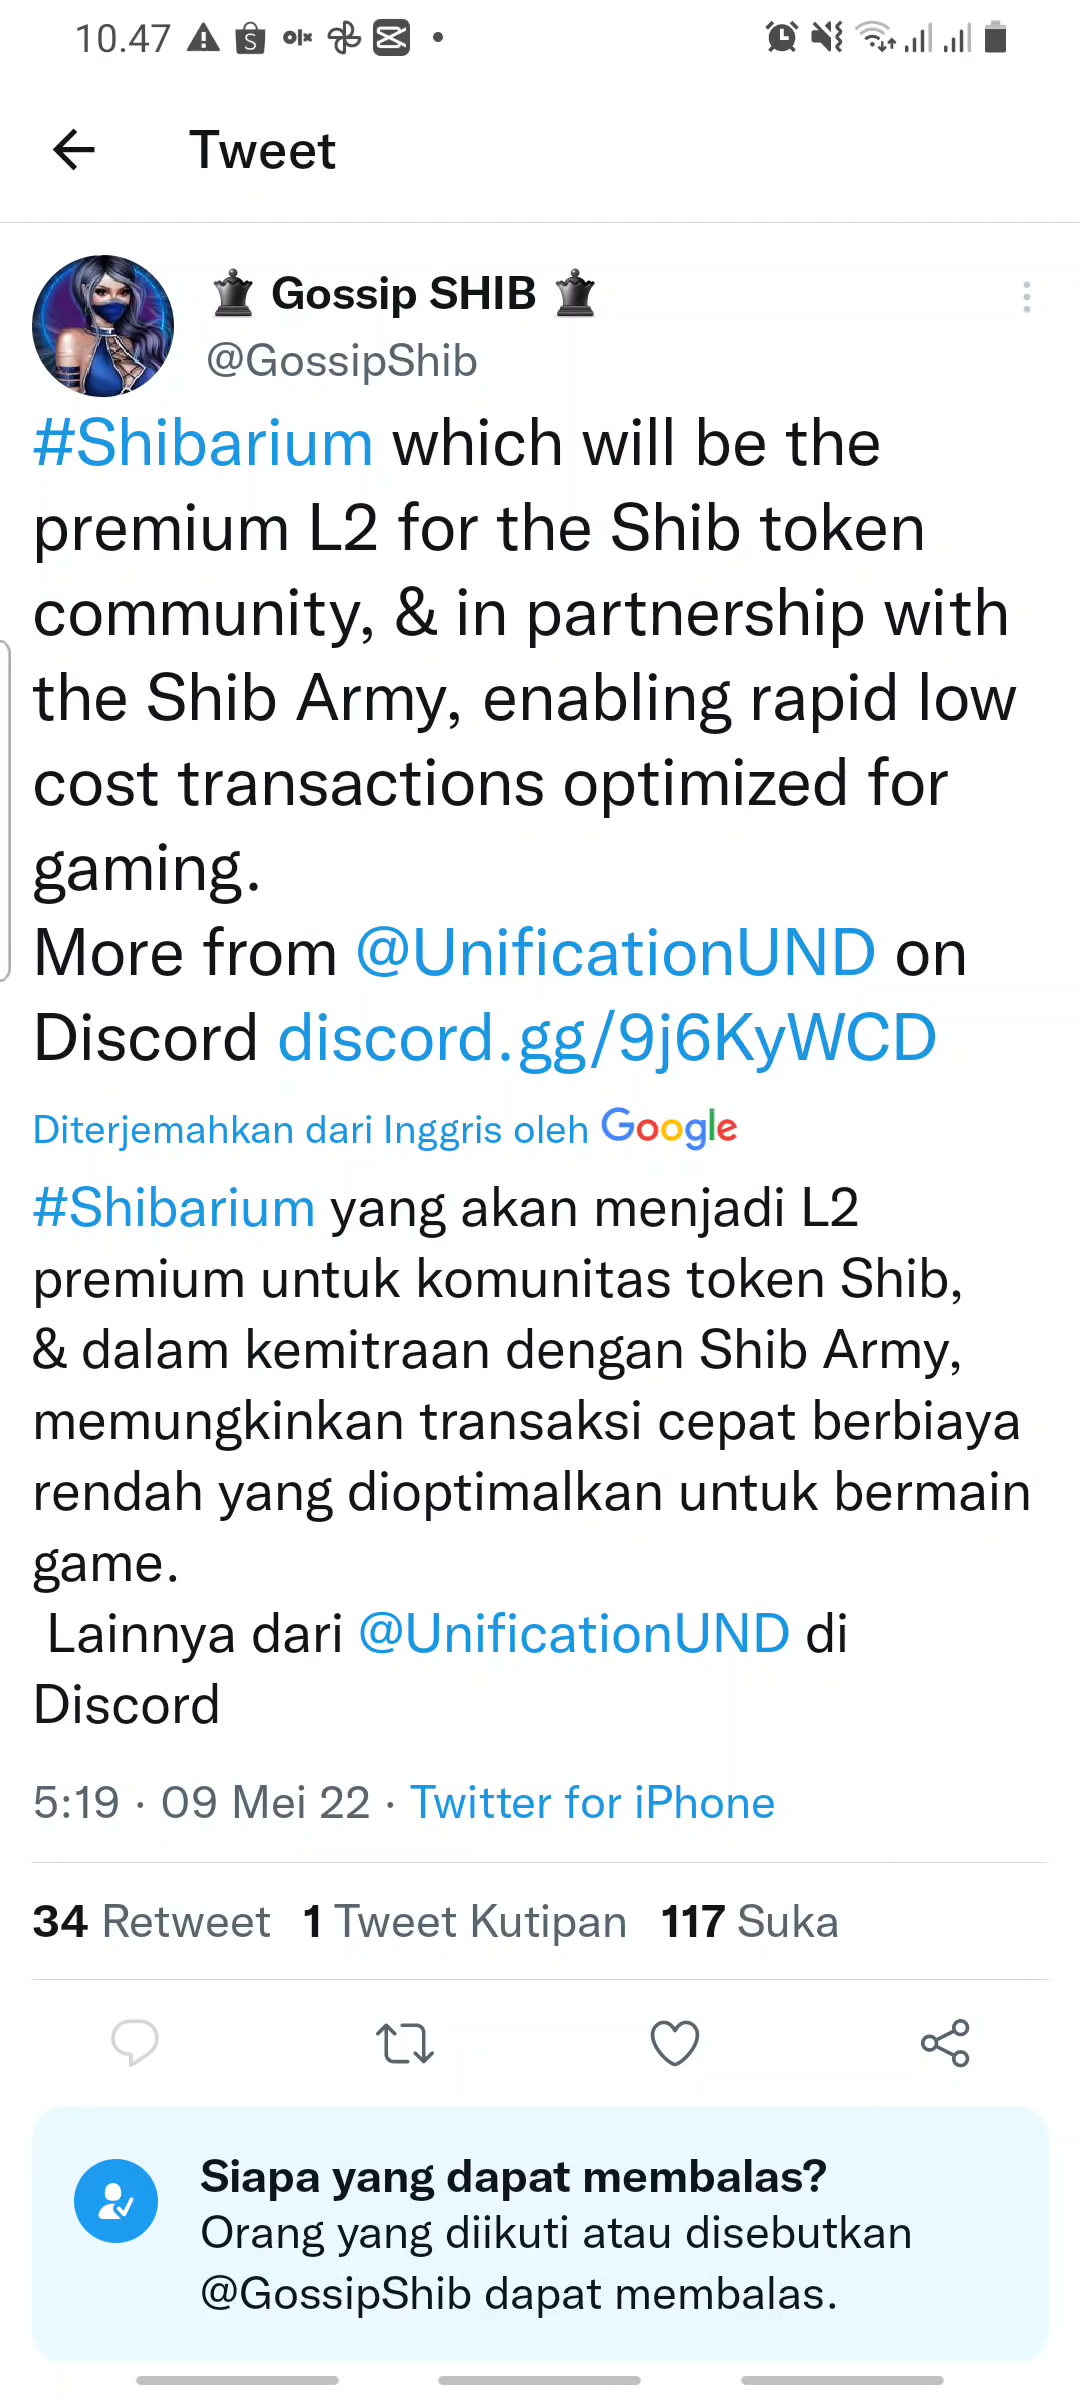 10.47
S
Tweet
Gossip SHIB
@GossipShib
#Shibarium which will be the
premium L2 for the Shib token
community, & in partnership with
the Shib Army, enabling rapid low
cost transactions optimized for
gaming.
More from @UnificationUND on
Discord discord.gg/9j6KyWCD
Diterjemahkan dari Inggris oleh Google
#Shibarium yang akan menjadi L2
premium untuk komunitas token Shib,
& dalam kemitraan dengan Shib Army,
memungkinkan transaksi cepat berbiaya
rendah yang dioptimalkan untuk bermain
game.
Lainnya dari @UnificationUND di
Discord
5:19 · 09 Mei 22 · Twitter for iPhone
34 Retweet 1 Tweet Kutipan 117 Suka
Siapa yang dapat membalas?
Orang yang diikuti atau disebutkan
@GossipShib dapat membalas.